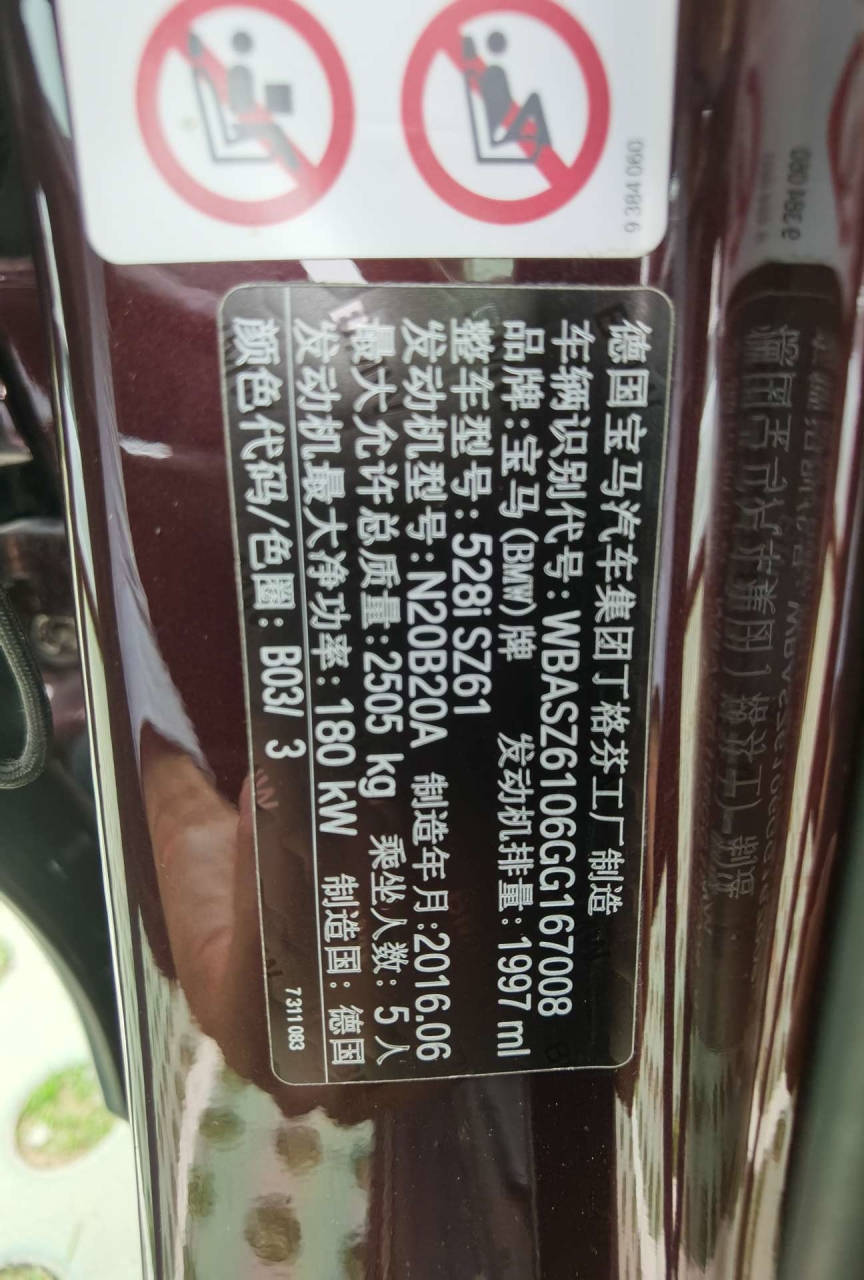 9 384 060
德国宝马汽车集团丁格芬工厂制造
车辆识别代号:WBASZ6106GG167008
品牌:宝马(BMW)牌 发动机排量:1997 ml
整车型号:528i SZ61
发动机型号:N20B20A 制造年月:2016.06
最大允许总质量:2505 kg 乘坐人数:5人
发动机最大净功率:180 kW 制造国:德国
颜色代码/色圈:B03/ 3
7 311 083